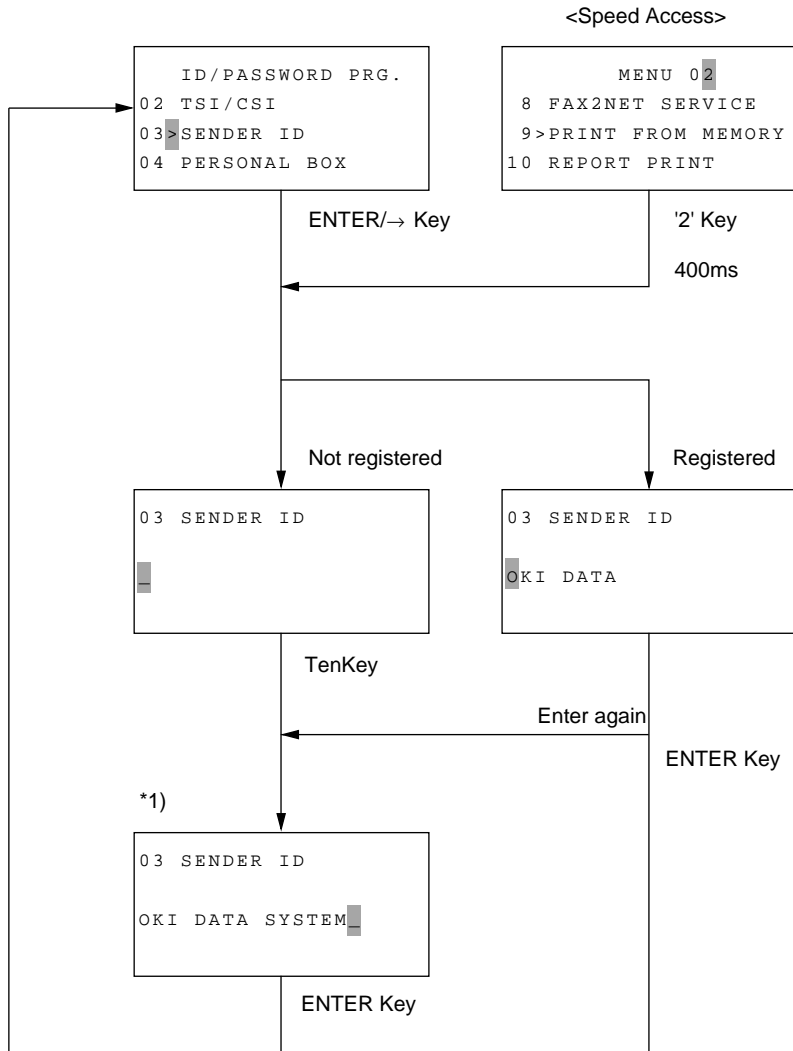 <Speed Access>
ID/PASSWORD PRG.
02 TSI/CSI
03>SENDER ID
04 PERSONAL BOX
MENU 02
8 FAX2NET SERVICE
9>PRINT FROM MEMORY
10 REPORT PRINT
ENTER/→ Key
'2' Key
400ms
Not registered
Registered
03 SENDER ID
_
03 SENDER ID
OKI DATA
TenKey
Enter again
ENTER Key
*1)
03 SENDER ID
OKI DATA SYSTEM_
ENTER Key